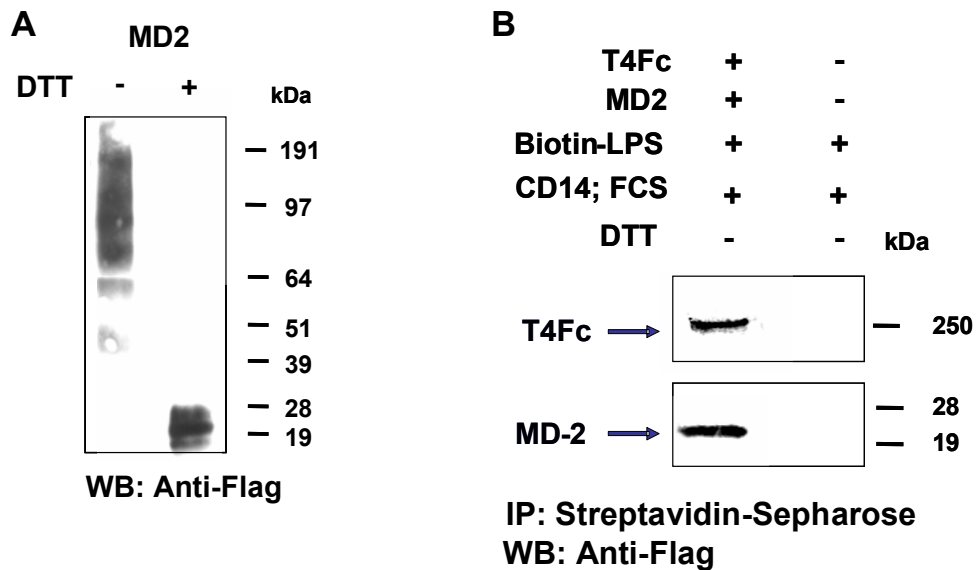 A
MD2
DTT - + kDa
191
97
64
51
39
28
19
WB: Anti-Flag
B
T4Fc + -
MD2 + -
Biotin-LPS + +
CD14; FCS + +
DTT - - kDa
T4Fc 250
28
MD-2 19
IP: Streptavidin-Sepharose
WB: Anti-Flag